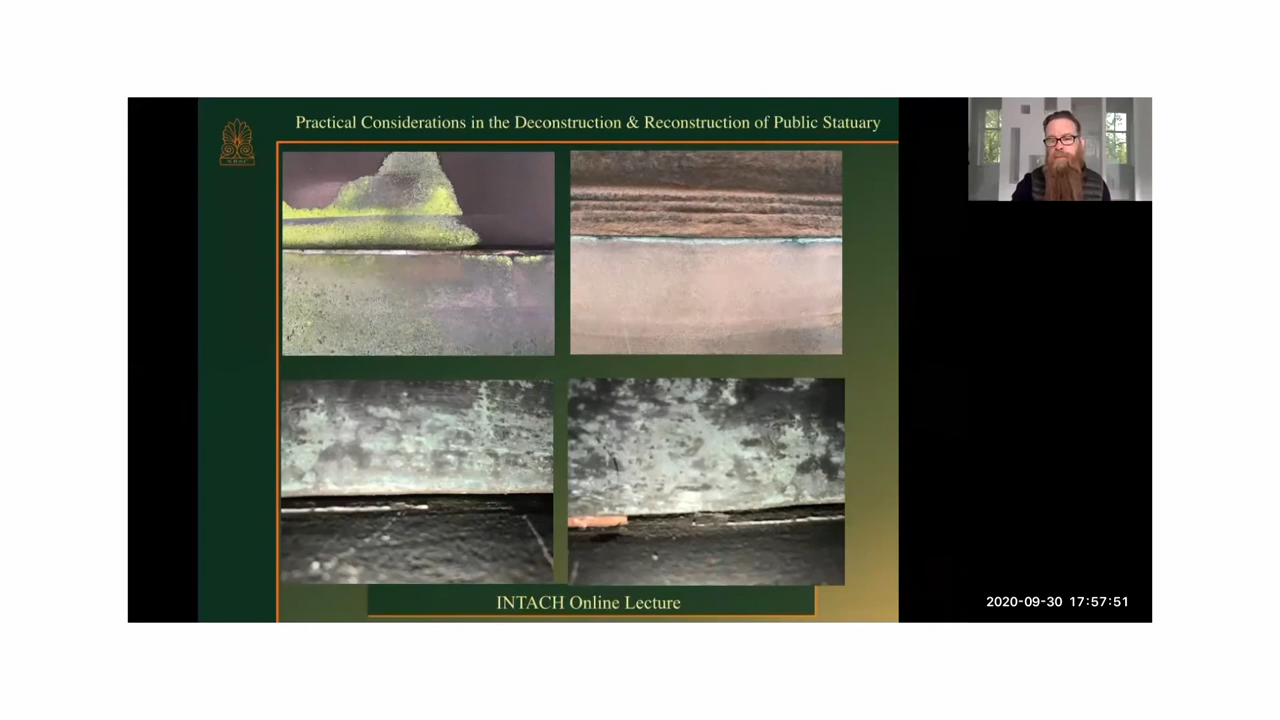 Practical Considerations in the Deconstruction & Reconstruction of Public Statuary
INTACH Online Lecture
2020-09-30 17:57:51